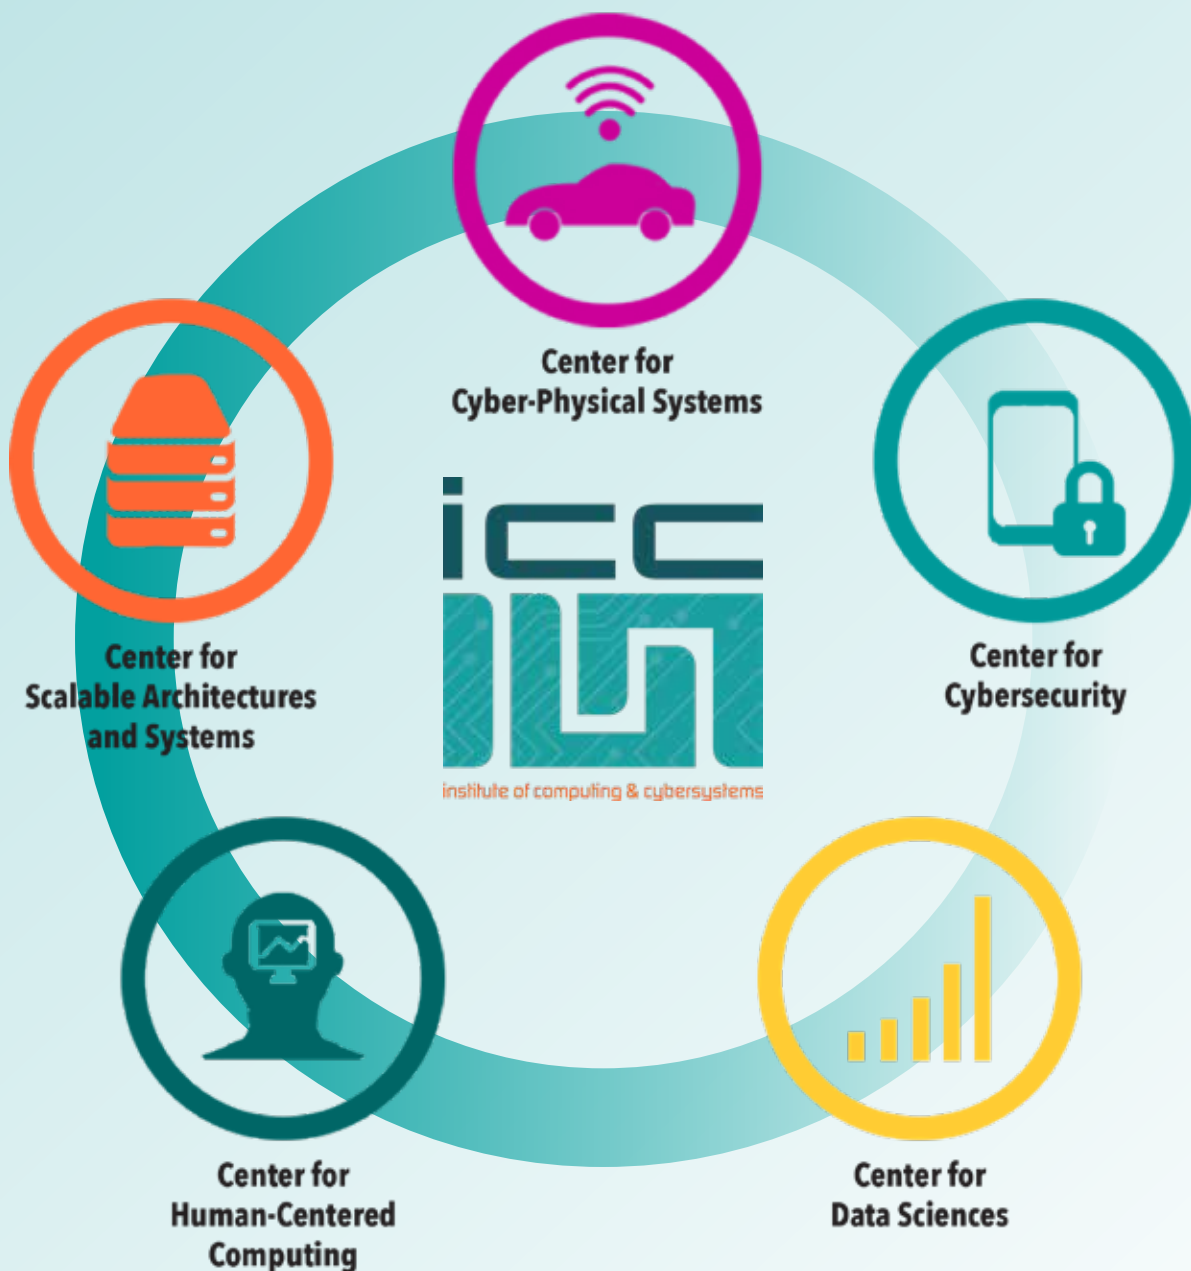 Center for
Cyber-Physical Systems
Center for
Scalable Architectures
and Systems
icc
institute of computing & cybersystems
Center for
Cybersecurity
Center for
Human-Centered
Computing
Center for
Data Sciences